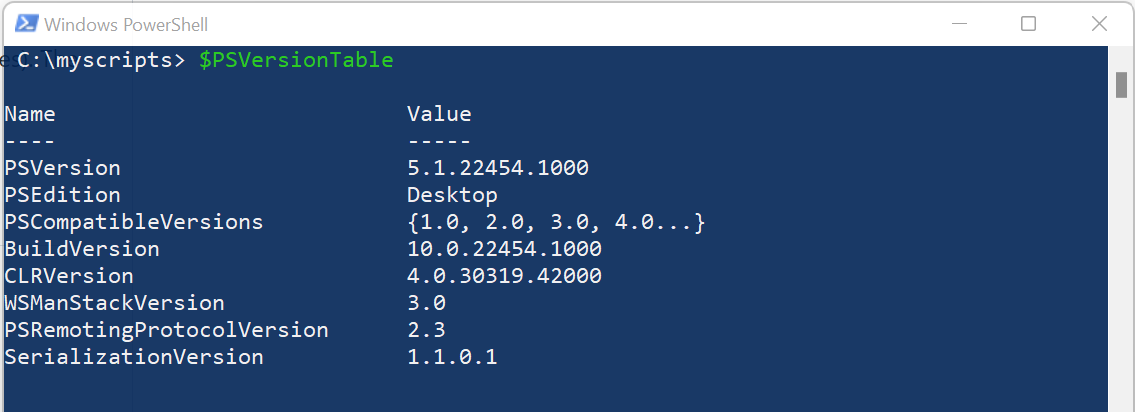 Windows PowerShell
C:\myscripts> $PSVersionTable
Name Value
---- -----
PSVersion 5.1.22454.1000
PSEdition Desktop
PSCompatibleVersions {1.0, 2.0, 3.0, 4.0...}
BuildVersion 10.0.22454.1000
CLRVersion 4.0.30319.42000
WSManStackVersion 3.0
PSRemotingProtocolVersion 2.3
SerializationVersion 1.1.0.1